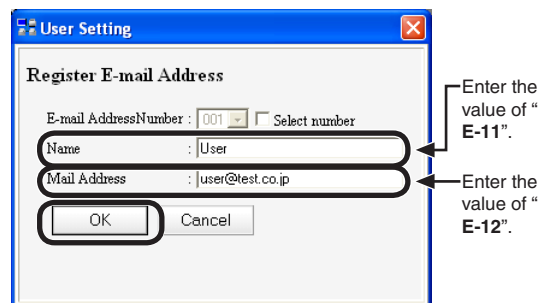 User Setting
Register E-mail Address
E-mail AddressNumber : 001 Select number
Name : User
Mail Address : user@test.co.jp
OK Cancel
Enter the
value of “
E-11”.
Enter the
value of “
E-12”.